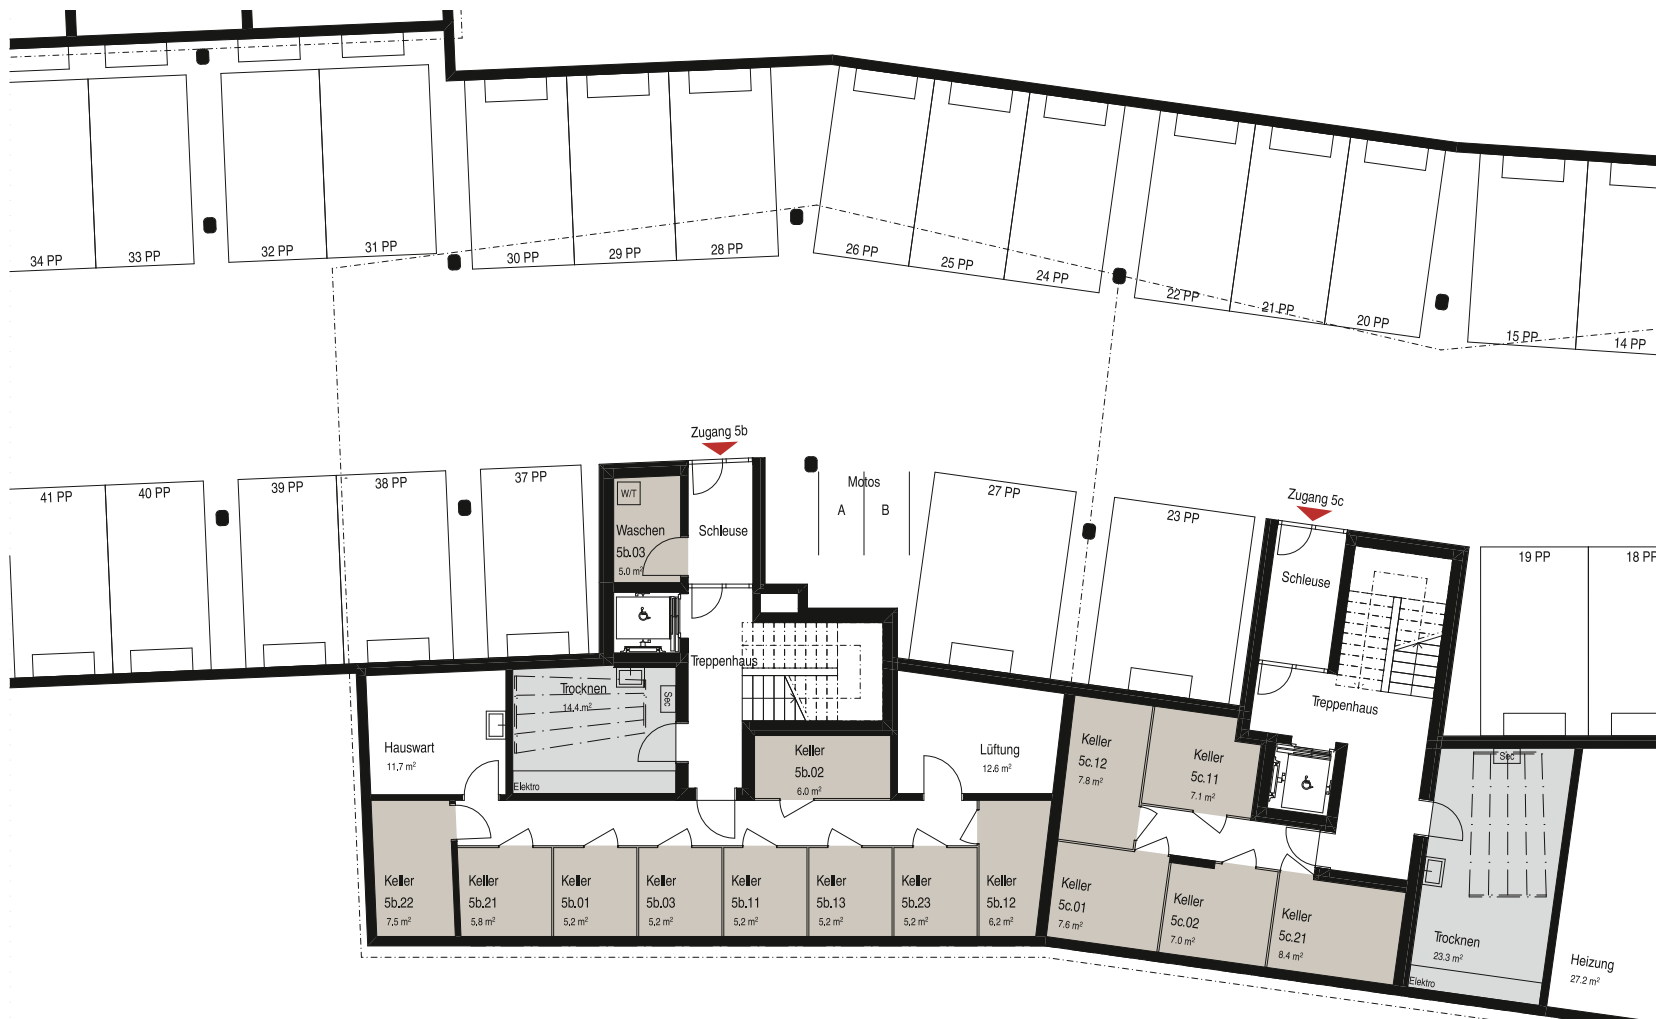 34 PP
33 PP
32 PP
31 PP
30 PP
29 PP
28 PP
26 PP
25 PP
24 PP
22 PP
21 PP
20 PP
15 PP
14 PP
41 PP
40 PP
39 PP
38 PP
37 PP
Zugang 5b
W/T
Waschen
5b.03
5.0 m²
Schleuse
Motos
A
B
27 PP
23 PP
Zugang 5c
Schleuse
19 PP
18 PP
Treppenhaus
Treppenhaus
Trocknen
14.4 m²
Sec
Elektro
Hauswart
11.7 m²
Keller
5b.02
6.0 m²
Lüftung
12.6 m²
Keller
5c.12
7.8 m²
Keller
5c.11
7.1 m²
Sec
Keller
5b.22
7.5 m²
Keller
5b.21
5.8 m²
Keller
5b.01
5.2 m²
Keller
5b.03
5.2 m²
Keller
5b.11
5.2 m²
Keller
5b.13
5.2 m²
Keller
5b.23
5.2 m²
Keller
5b.12
6.2 m²
Keller
5c.01
7.6 m²
Keller
5c.02
7.0 m²
Keller
5c.21
8.4 m²
Trocknen
23.3 m²
Elektro
Heizung
27.2 m²